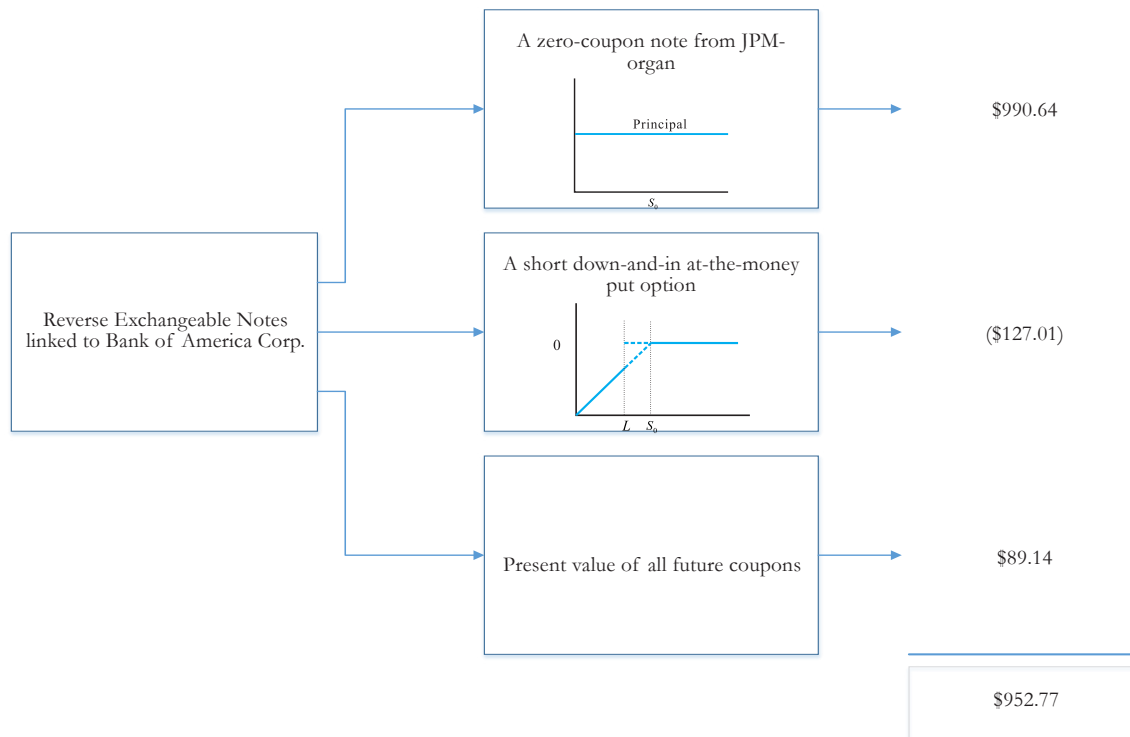 A zero-coupon note from JPM-
organ
Principal
S₀
$990.64
Reverse Exchangeable Notes
linked to Bank of America Corp.
A short down-and-in at-the-money
put option
0
L S₀
($127.01)
Present value of all future coupons
$89.14
$952.77